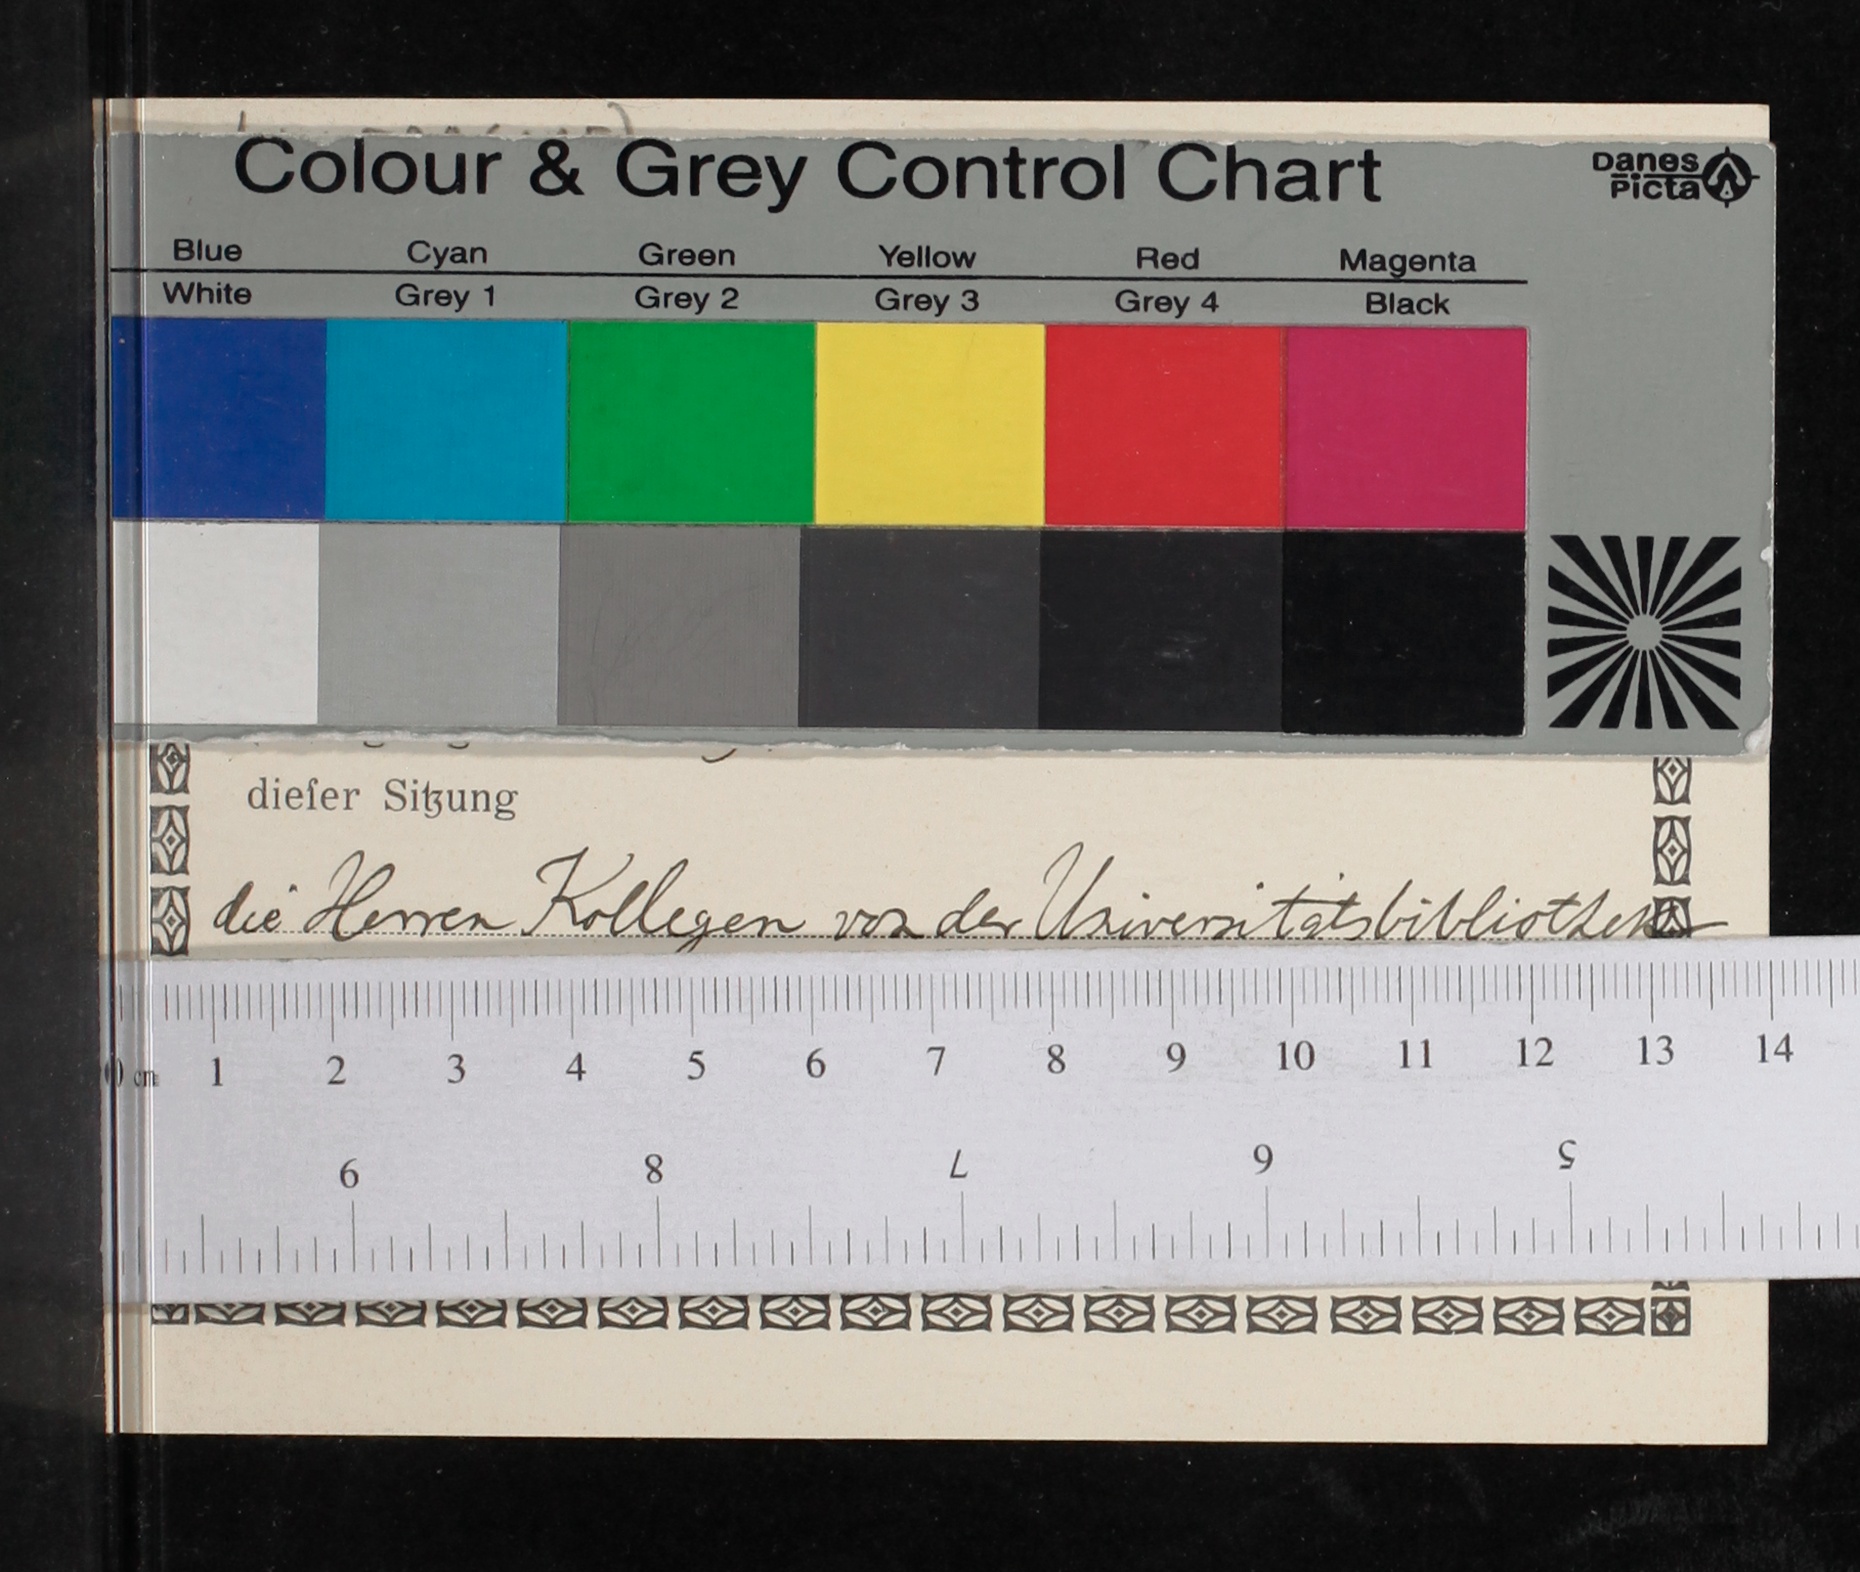 Colour & Grey Control Chart
Danes
Picta
Blue Cyan Green Yellow Red Magenta
White Grey 1 Grey 2 Grey 3 Grey 4 Black
dieſer Sitzung
die Herren Kollegen von der Universitätsbibliothek
0 cm 1 2 3 4 5 6 7 8 9 10 11 12 13 14
9 8 7 6 5